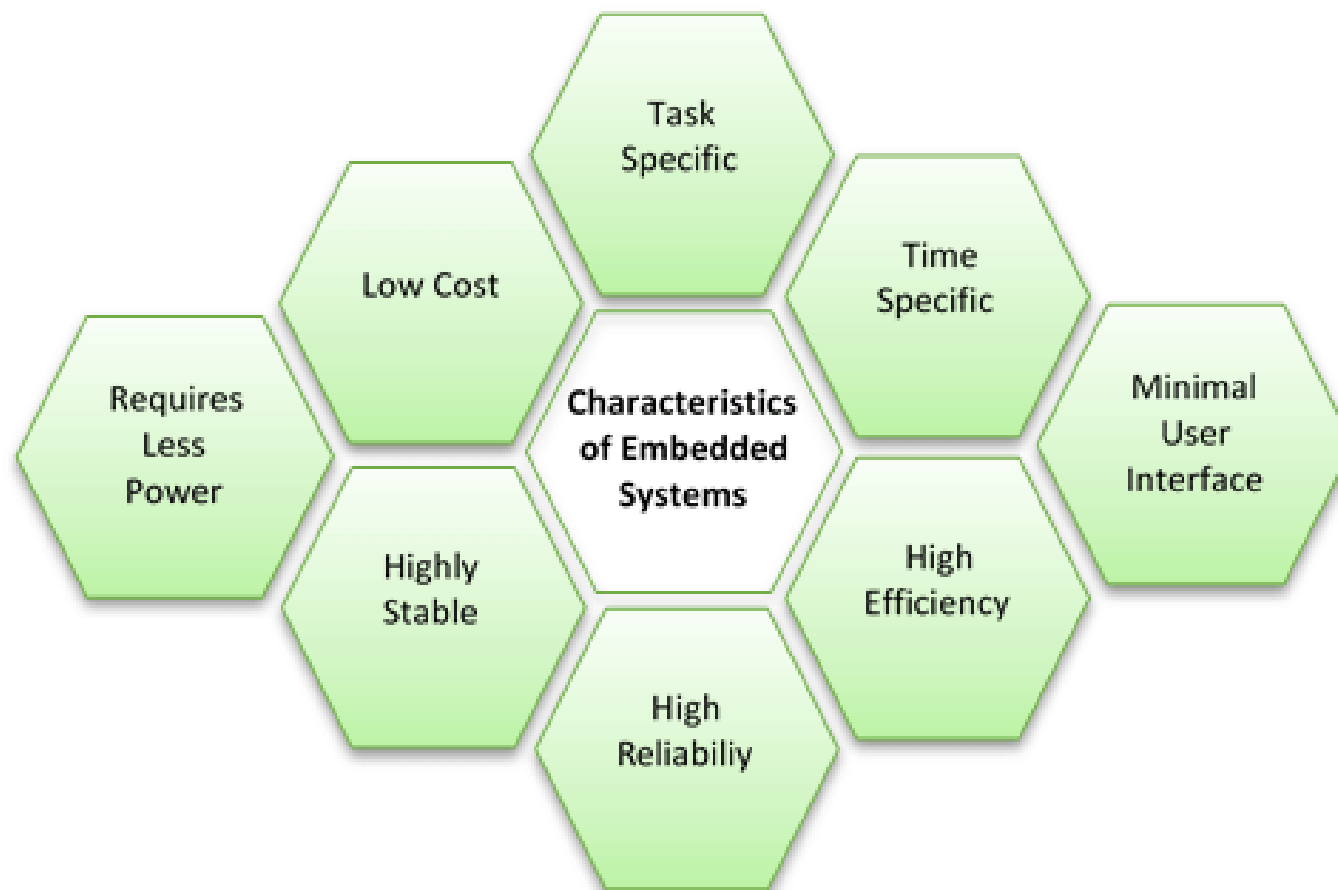 Task
Specific
Low Cost
Time
Specific
Requires
Less
Power
Characteristics
of Embedded
Systems
Minimal
User
Interface
Highly
Stable
High
Efficiency
High
Reliabiliy